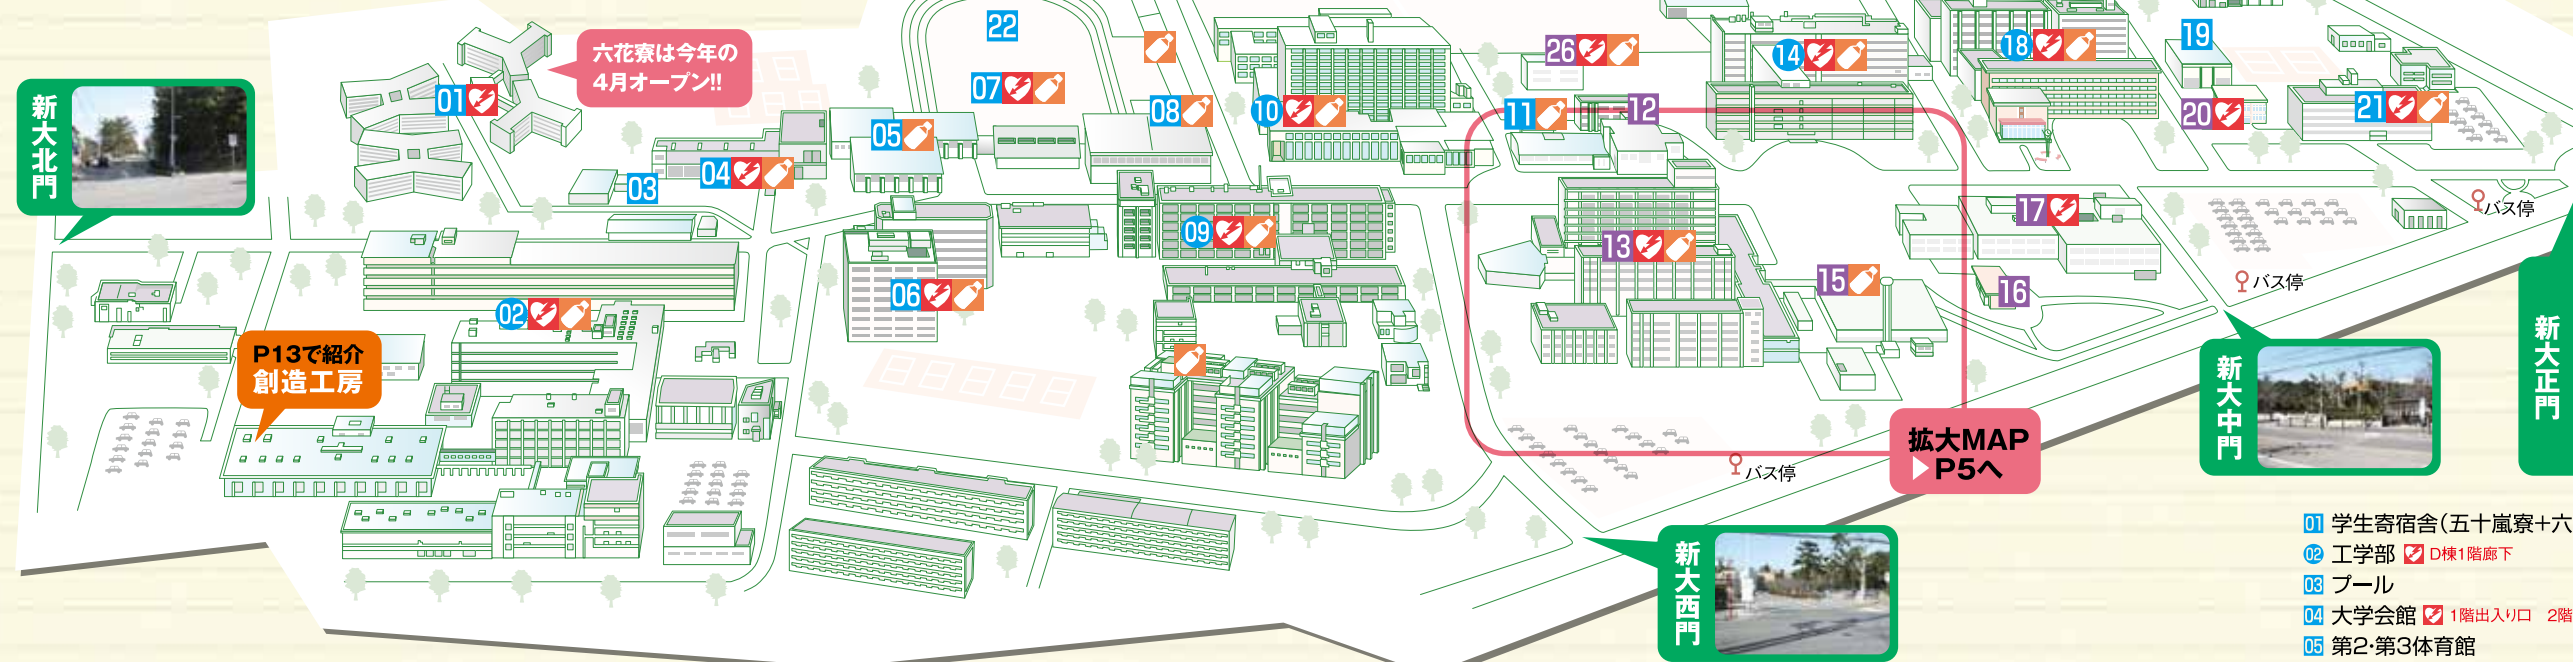 新大北門
六花寮は今年の
4月オープン!!
22
07
08
10
26
14
18
19
20
21
11
12
01
05
04
03
09
06
13
15
17
16
02
バス停
バス停
バス停
P13で紹介
創造工房
拡大MAP
P5へ
新大中門
新大正門
新大西門
01 学生寄宿舎(五十嵐寮+六
02 工学部 D棟1階廊下
03 プール
04 大学会館 1階出入り口 2階
05 第2・第3体育館